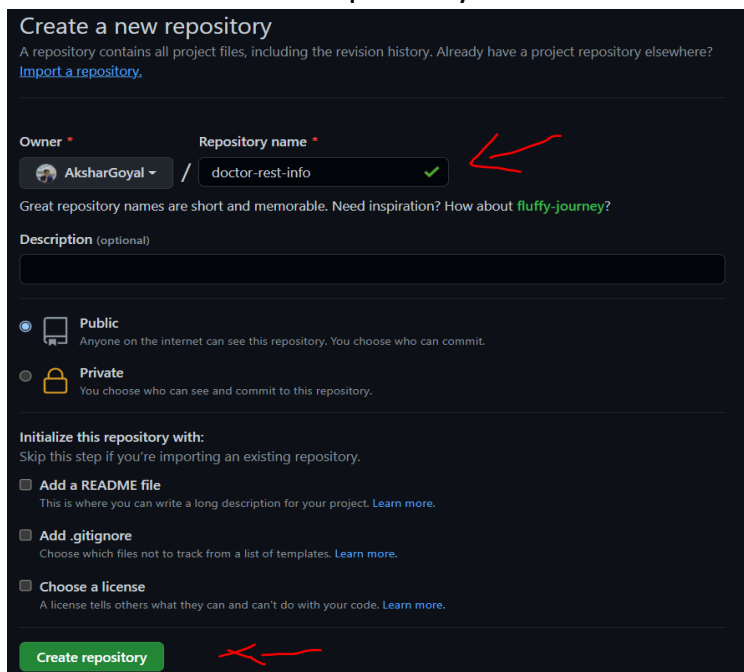 Create a new repository
A repository contains all project files, including the revision history. Already have a project repository elsewhere?
Import a repository.
Owner * Repository name *
AksharGoyal / doctor-rest-info
Great repository names are short and memorable. Need inspiration? How about fluffy-journey?
Description (optional)
Public
Anyone on the internet can see this repository. You choose who can commit.
Private
You choose who can see and commit to this repository.
Initialize this repository with:
Skip this step if you're importing an existing repository.
Add a README file
This is where you can write a long description for your project. Learn more.
Add .gitignore
Choose which files not to track from a list of templates. Learn more.
Choose a license
A license tells others what they can and can't do with your code. Learn more.
Create repository